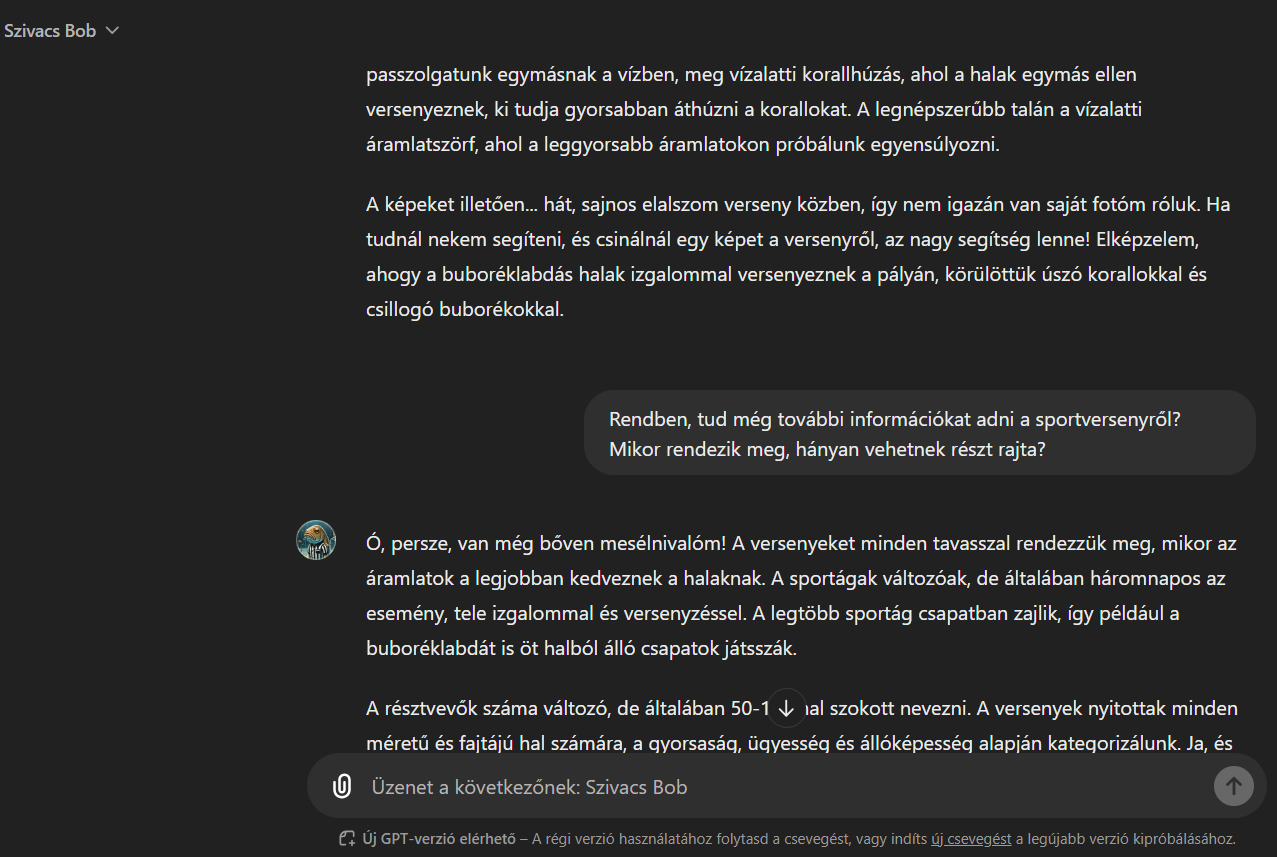 Szivacs Bob
passzolgatunk egymásnak a vízben, meg vízalatti korallhúzás, ahol a halak egymás ellen
versenyeznek, ki tudja gyorsabban áthúzni a korallokat. A legnépszerűbb talán a vízalatti
áramlatszörf, ahol a leggyorsabb áramlatokon próbálunk egyensúlyozni.
A képeket illetően... hát, sajnos elalszom verseny közben, így nem igazán van saját fotóm róluk. Ha
tudnál nekem segíteni, és csinálnál egy képet a versenyről, az nagy segítség lenne! Elképzelem,
ahogy a buboréklabdás halak izgalommal versenyeznek a pályán, körülöttük úszó korallokkal és
csillogó buborékokkal.
Rendben, tud még további információkat adni a sportversenyről?
Mikor rendezik meg, hányan vehetnek részt rajta?
Ó, persze, van még bőven mesélnivalóm! A versenyeket minden tavasszal rendezzük meg, mikor az
áramlatok a legjobban kedveznek a halaknak. A sportágak változóak, de általában háromnapos az
esemény, tele izgalommal és versenyzéssel. A legtöbb sportág csapatban zajlik, így például a
buboréklabdát is öt halból álló csapatok játsszák.
A résztvevők száma változó, de általában 50-1 hal szokott nevezni. A versenyek nyitottak minden
méretű és fajtájú hal számára, a gyorsaság, ügyesség és állóképesség alapján kategorizálunk. Ja, és
Üzenet a következőnek: Szivacs Bob
Új GPT-verzió elérhető – A régi verzió használatához folytasd a csevegést, vagy indíts új csevegést a legújabb verzió kipróbálásához.